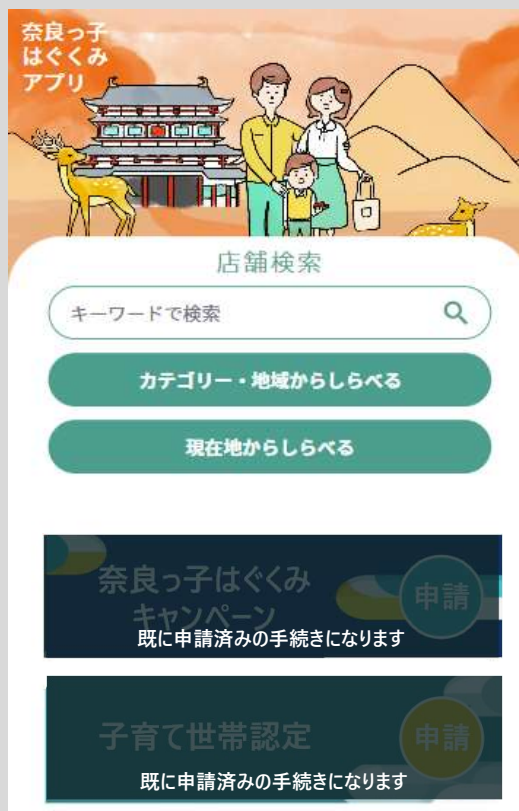 奈良っ子
はぐくみ
アプリ
店舗検索
キーワードで検索
カテゴリー・地域からしらべる
現在地からしらべる
奈良っ子はぐくみ
キャンペーン
申請
既に申請済みの手続きになります
子育て世帯認定
申請
既に申請済みの手続きになります